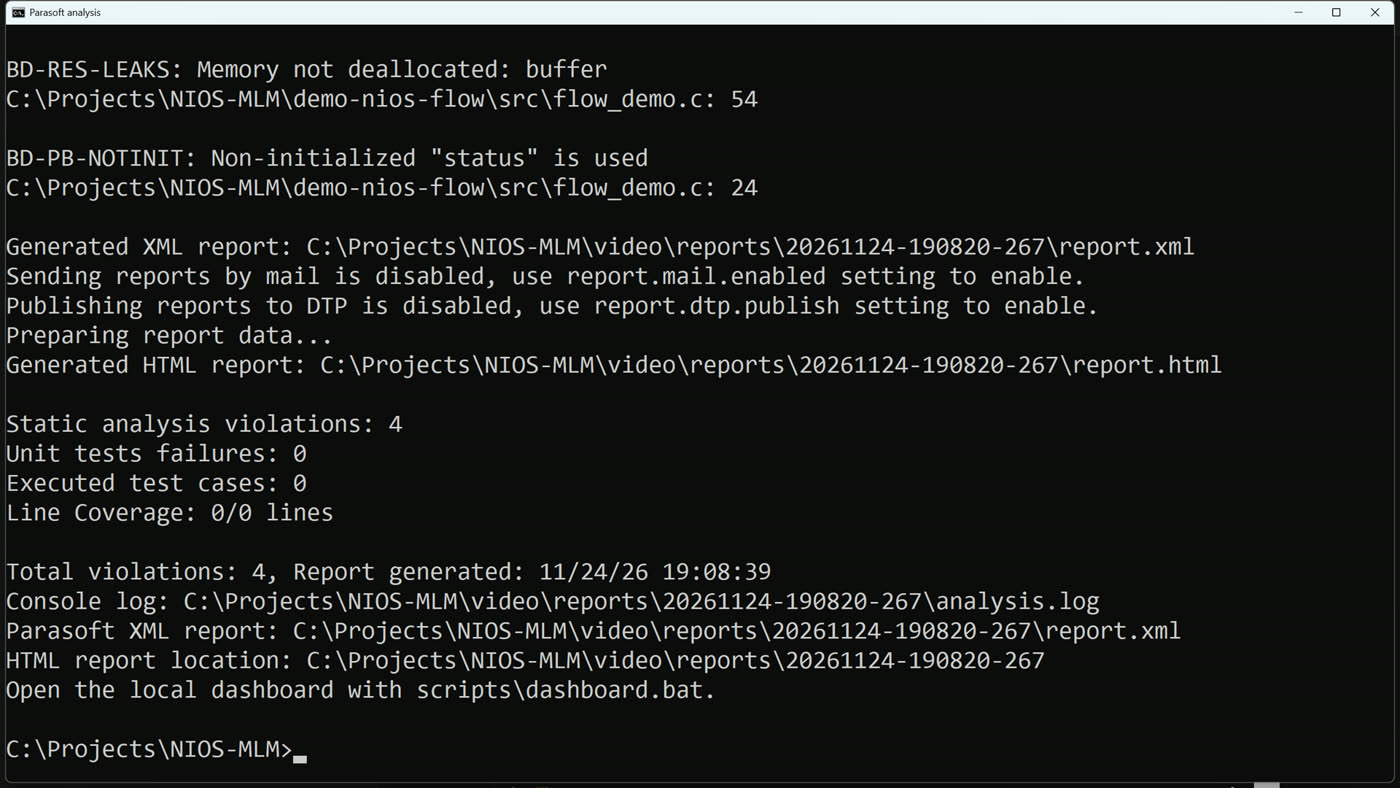 Parasoft analysis
BD-RES-LEAKS: Memory not deallocated: buffer
C:\Projects\NIOS-MLM\demo-nios-flow\src\flow_demo.c: 54
BD-PB-NOTINIT: Non-initialized "status" is used
C:\Projects\NIOS-MLM\demo-nios-flow\src\flow_demo.c: 24
Generated XML report: C:\Projects\NIOS-MLM\video\reports\20261124-190820-267\report.xml
Sending reports by mail is disabled, use report.mail.enabled setting to enable.
Publishing reports to DTP is disabled, use report.dtp.publish setting to enable.
Preparing report data...
Generated HTML report: C:\Projects\NIOS-MLM\video\reports\20261124-190820-267\report.html
Static analysis violations: 4
Unit tests failures: 0
Executed test cases: 0
Line Coverage: 0/0 lines
Total violations: 4, Report generated: 11/24/26 19:08:39
Console log: C:\Projects\NIOS-MLM\video\reports\20261124-190820-267\analysis.log
Parasoft XML report: C:\Projects\NIOS-MLM\video\reports\20261124-190820-267\report.xml
HTML report location: C:\Projects\NIOS-MLM\video\reports\20261124-190820-267
Open the local dashboard with scripts\dashboard.bat.
C:\Projects\NIOS-MLM>